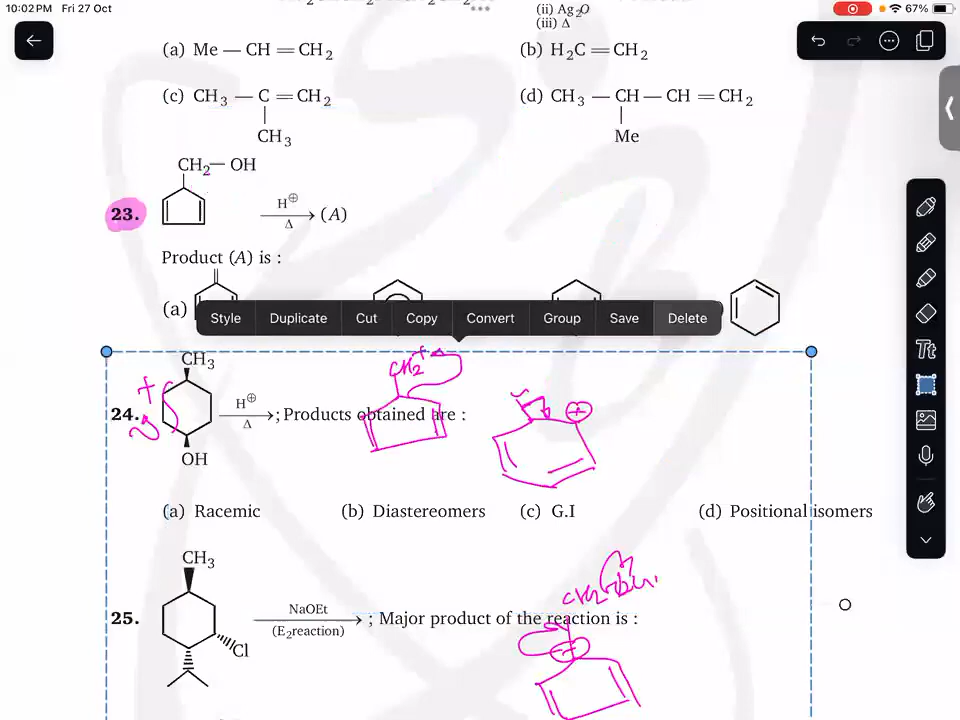 10:02 PM Fri 27 Oct
67%
(ii) Ag2O
(iii) Δ
(a) Me — CH = CH2
(b) H2C = CH2
(c) CH3 — C = CH2
CH3
(d) CH3 — CH — CH = CH2
Me
CH2 — OH
23.
H⊕
Δ
(A)
Product (A) is :
(a)
Style Duplicate Cut Copy Convert Group Save Delete
CH3
24.
H⊕
Δ
; Products obtained are :
CH2+
+
OH
(a) Racemic
(b) Diastereomers
(c) G.I
(d) Positional isomers
CH3
25.
NaOEt
(E2reaction)
; Major product of the reaction is :
Cl
Tt